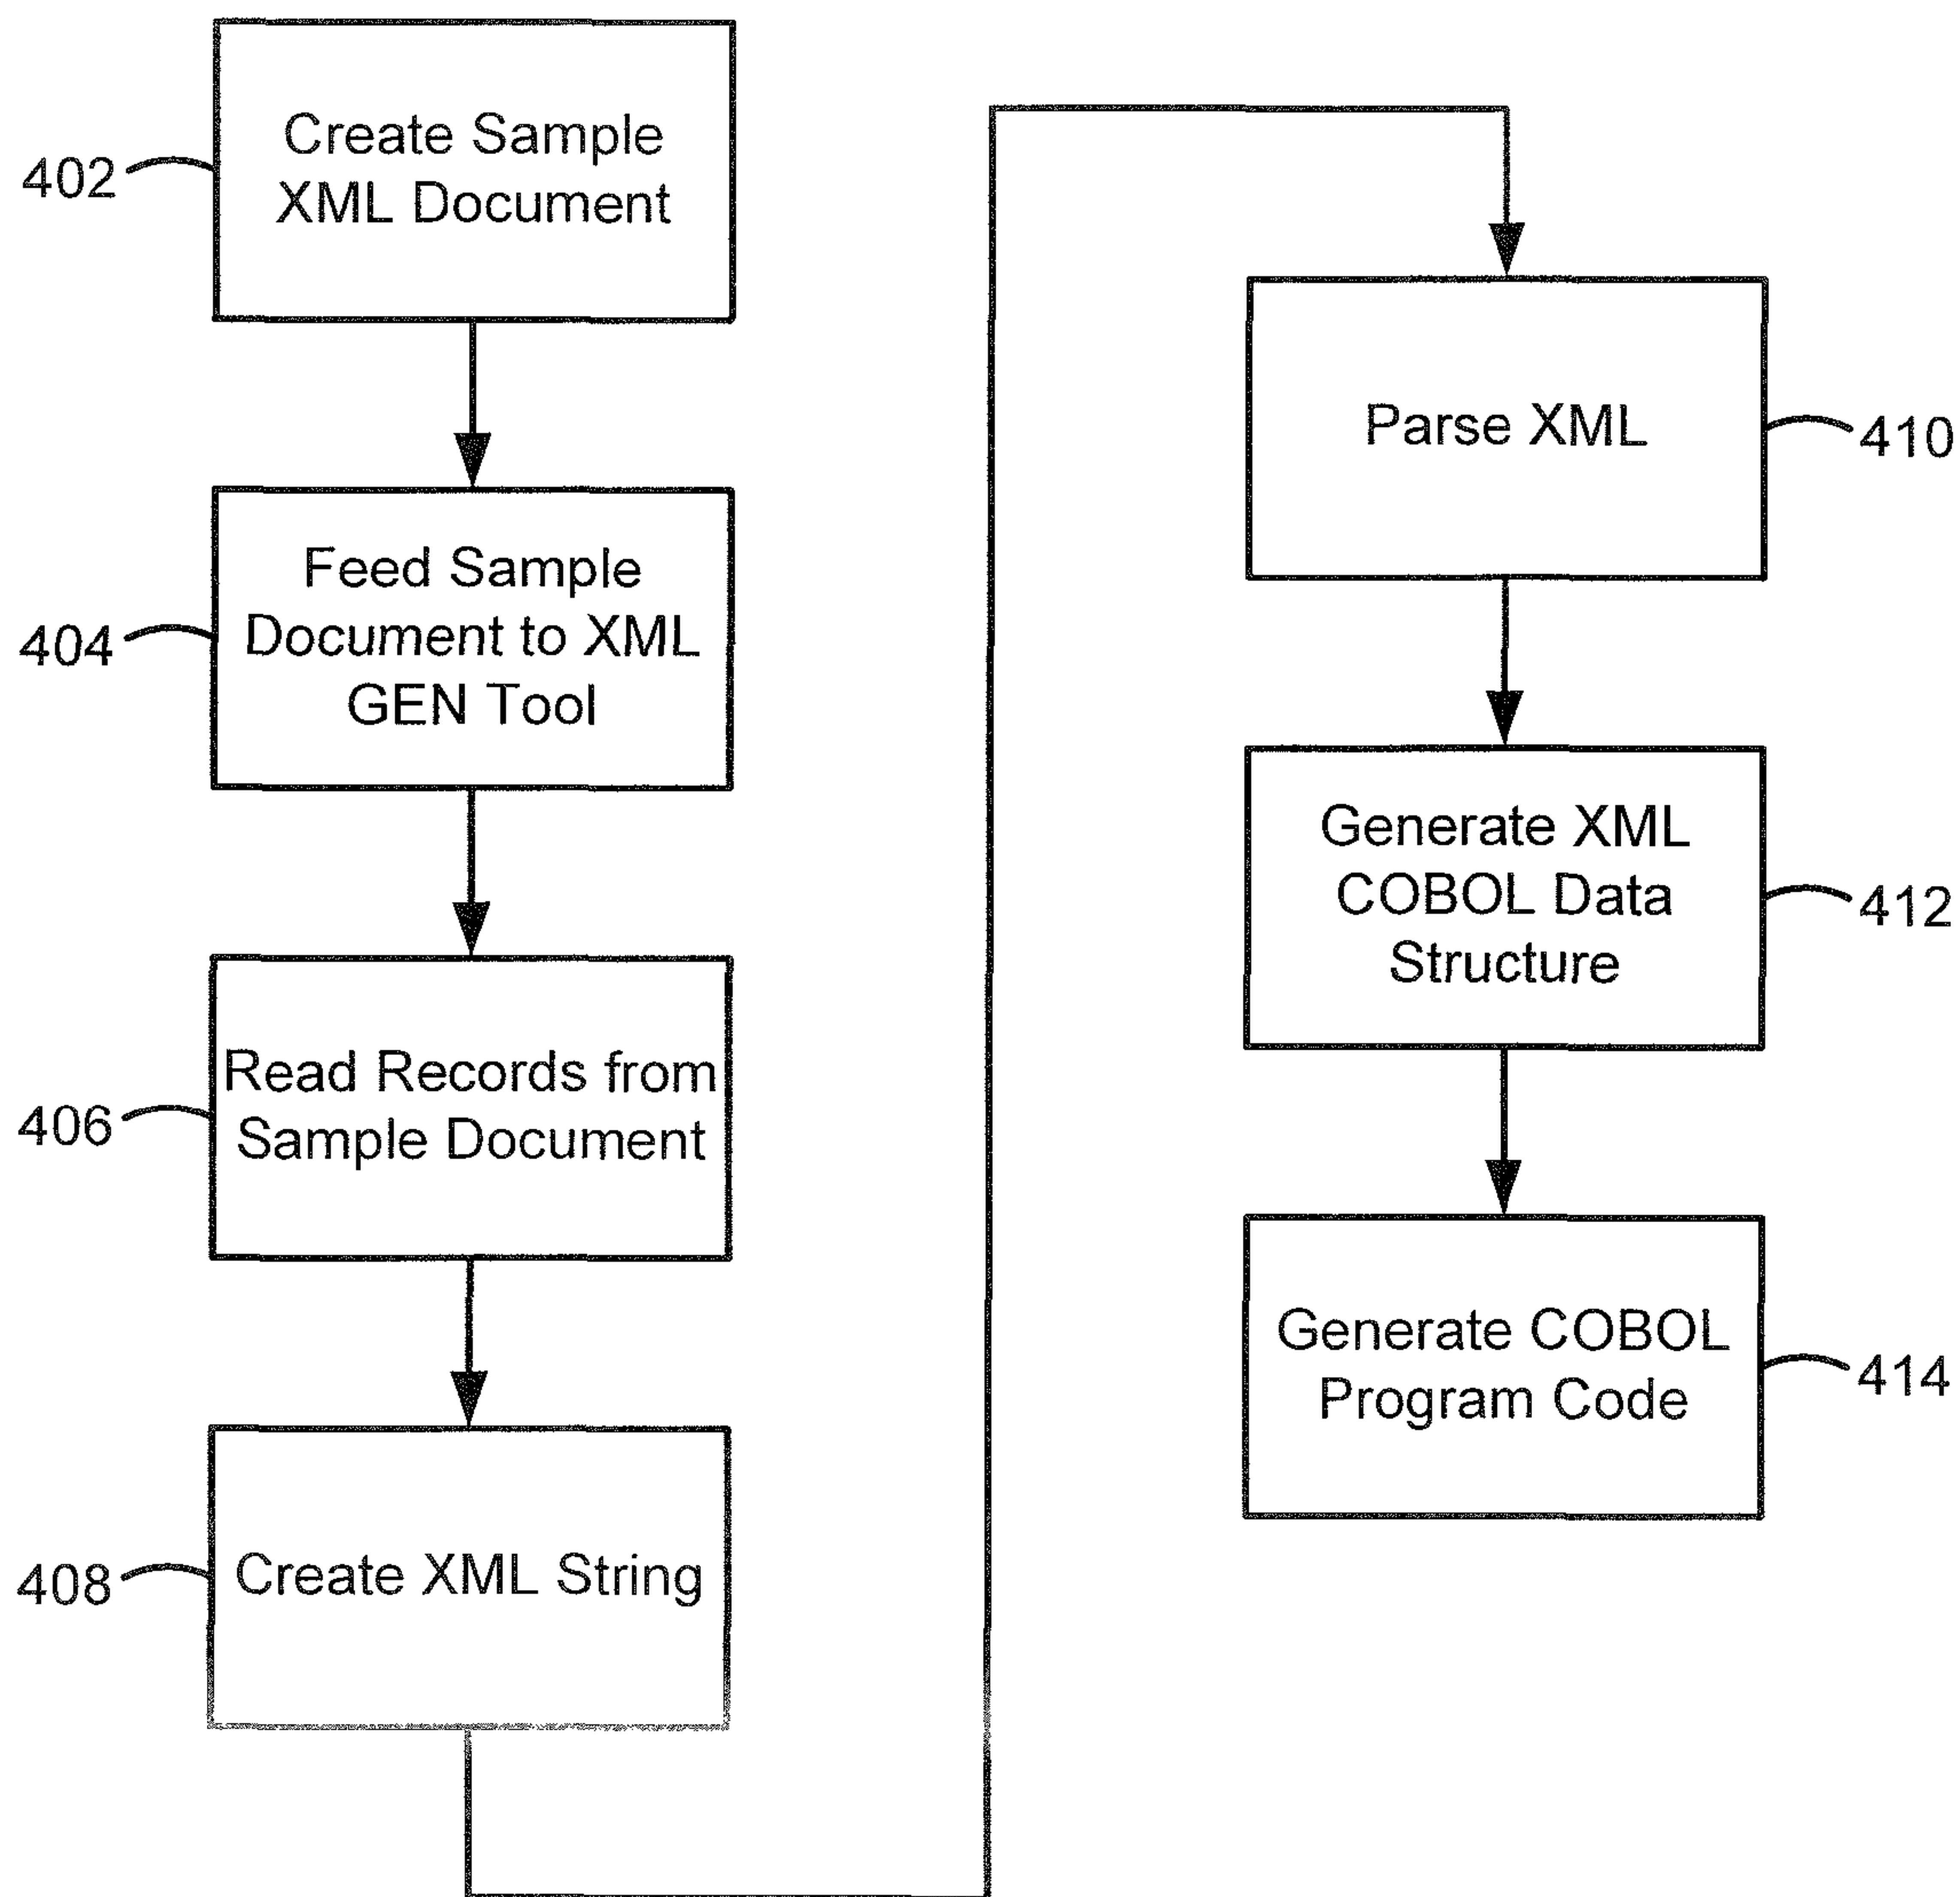 402
Create Sample
XML Document
404
Feed Sample
Document to XML
GEN Tool
406
Read Records from
Sample Document
408
Create XML String
Parse XML
410
Generate XML
COBOL Data
Structure
412
Generate COBOL
Program Code
414